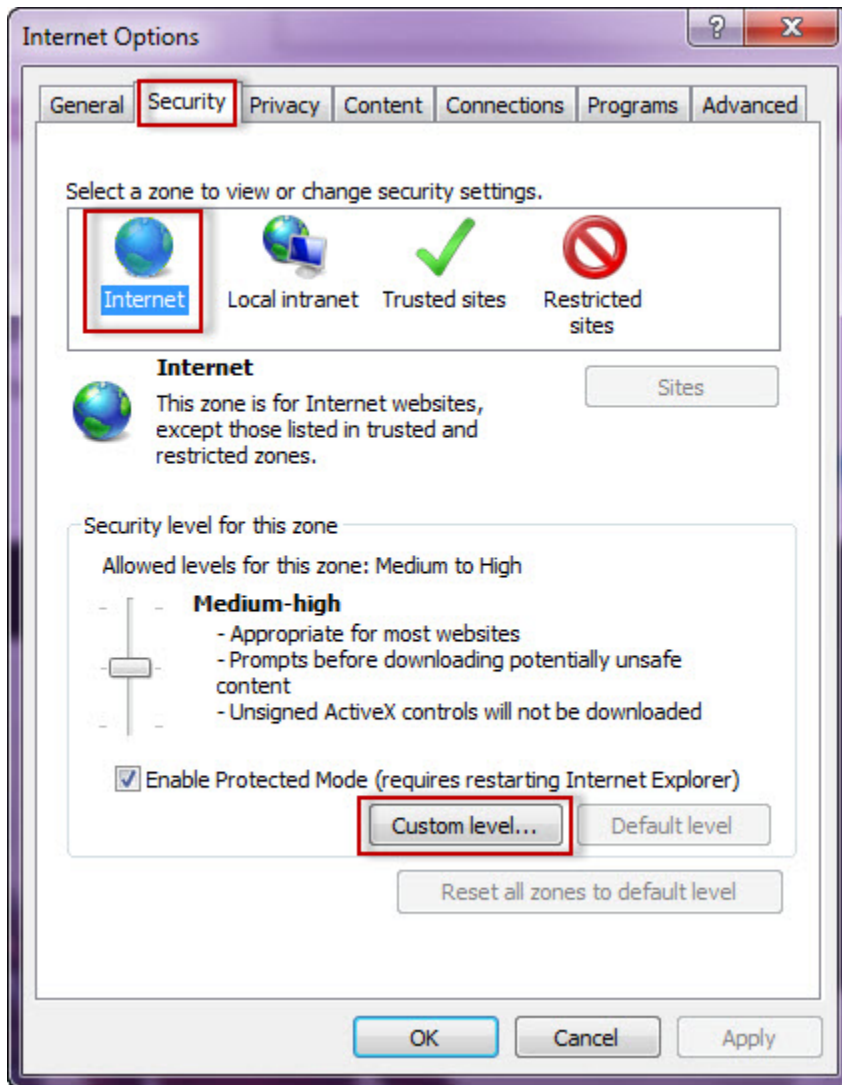 Internet Options
General Security Privacy Content Connections Programs Advanced
Select a zone to view or change security settings.
Internet Local intranet Trusted sites Restricted
sites
Internet
Sites
This zone is for Internet websites,
except those listed in trusted and
restricted zones.
Security level for this zone
Allowed levels for this zone: Medium to High
Medium-high
- Appropriate for most websites
- Prompts before downloading potentially unsafe
content
- Unsigned ActiveX controls will not be downloaded
Enable Protected Mode (requires restarting Internet Explorer)
Custom level... Default level
Reset all zones to default level
OK Cancel Apply